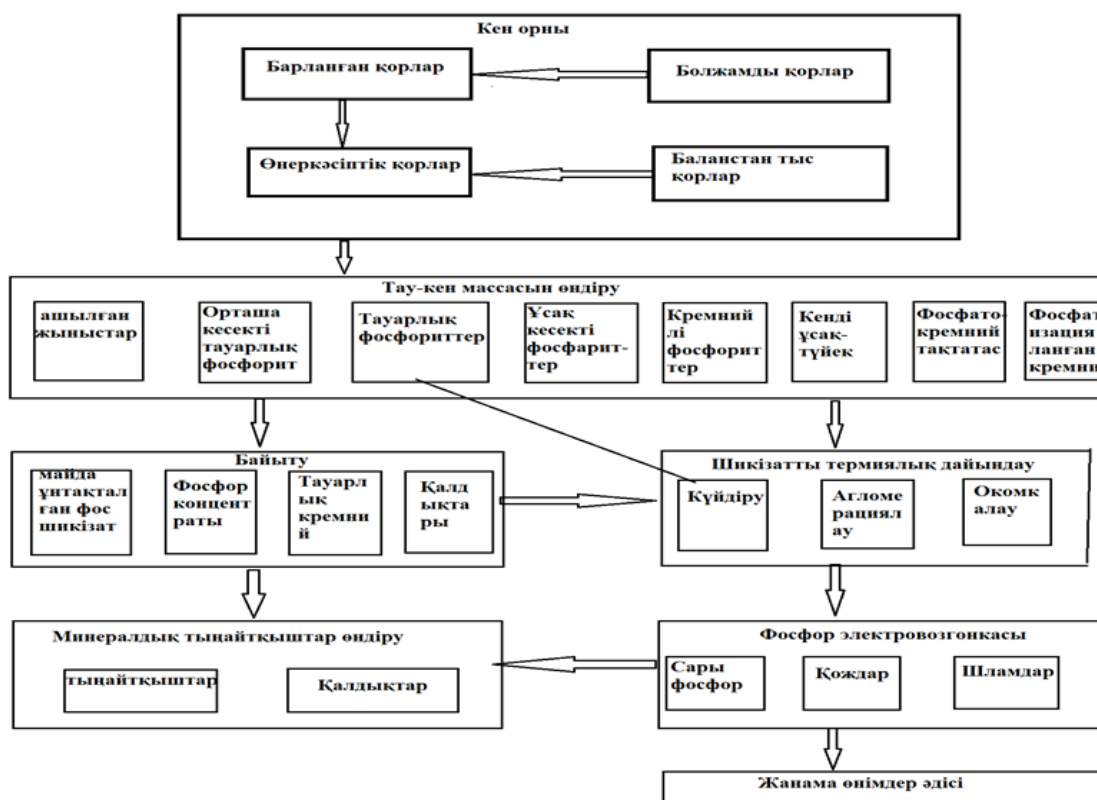 Кен орны
Барланған қорлар
Болжамды қорлар
Өнеркәсіптік қорлар
Баланстан тыс
қорлар
Тау-кен массасын өндіру
ашылған
жыныстар
Орташа
кесекті
тауарлық
фосфорит
Тауарлық
фосфориттер
Ұсақ
кесекті
фосфарит-
тер
Кремний
лі
фосфорит
тер
Кенді
ұсақ-
түйек
Фосфато-
кремний
тақтатас
Фосфат
изация
ланған
кремни
Байыту
майда
ұнтақтал
ған фос
шикізат
Фосфор
концент
раты
Тауарл
ық
кремни
й
Қалд
ықта
ры
Шикізатты термиялық дайындау
Күйдіру
Агломе
рациял
ау
Окомк
алау
Минералдық тыңайтқыштар өндіру
тыңайтқыштар
Қалдықтар
Фосфор электровозгонкасы
Сары
фосфор
Қождар
Шламдар
Жанама өнімдер әдісі